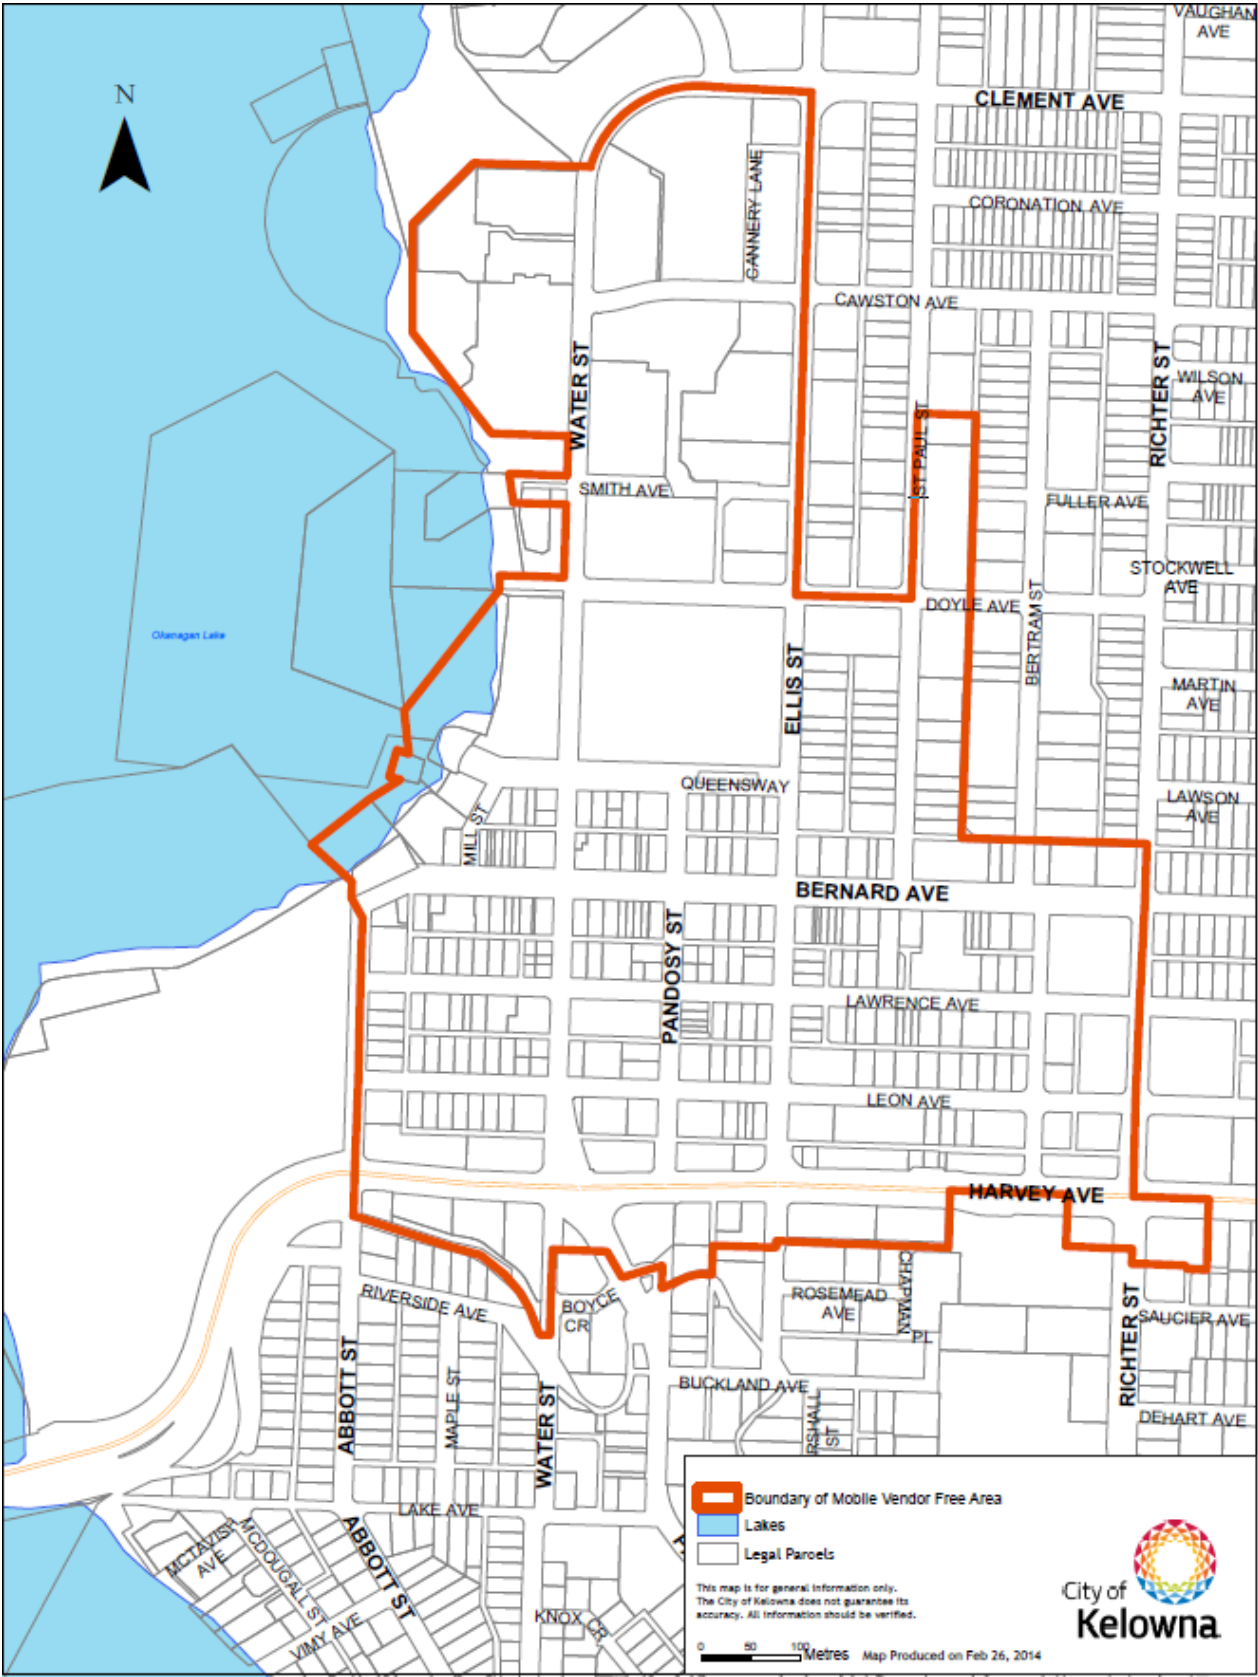 VAUGHAN
AVE
N
CLEMENT AVE
CANNERY LANE
CORONATION AVE
CAWSTON AVE
WATER ST
RICHTER ST
WILSON
AVE
ST PAUL ST
SMITH AVE
FULLER AVE
STOCKWELL
AVE
DOYLE AVE
BERTRAM ST
Okanagan Lake
ELLIS ST
MARTIN
AVE
QUEENSWAY
LAWSON
AVE
MILL ST
BERNARD AVE
PANDOSY ST
LAWRENCE AVE
LEON AVE
HARVEY AVE
RIVERSIDE AVE
BOYCE
CR
ROSEMEAD
AVE
CHAPMAN
PL
RICHTER ST
SAUCIER AVE
ABBOTT ST
MAPLE ST
WATER ST
BUCKLAND AVE
RSHALL
ST
DEHART AVE
LAKE AVE
ABBOTT ST
MCTAVISH
AVE
MCDOUGALL ST
VIMY AVE
KNOX CR
Boundary of Mobile Vendor Free Area
Lakes
Legal Parcels
This map is for general information only.
The City of Kelowna does not guarantee its
accuracy. All information should be verified.
0 50 100 Metres Map Produced on Feb 26, 2014
City of
Kelowna